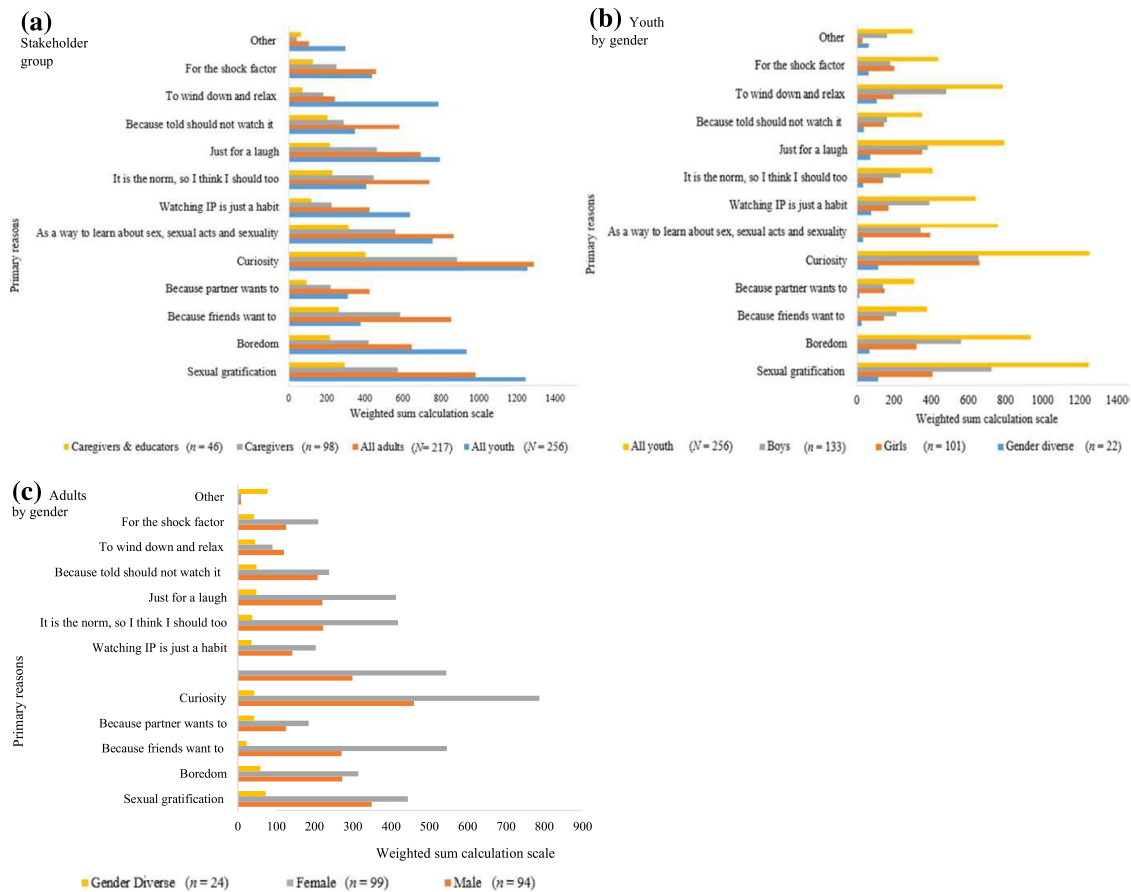 (a)
Stakeholder
group
Other
For the shock factor
To wind down and relax
Because told should not watch it
Just for a laugh
It is the norm, so I think I should too
Watching IP is just a habit
As a way to learn about sex, sexual acts and sexuality
Curiosity
Because partner wants to
Because friends want to
Boredom
Sexual gratification
Primary reasons
0 200 400 600 800 1000 1200 1400
Weighted sum calculation scale
Caregivers & educators (n = 46) Caregivers (n = 98) All adults (N= 217) All youth (N = 256)
(b) Youth
by gender
Other
For the shock factor
To wind down and relax
Because told should not watch it
Just for a laugh
It is the norm, so I think I should too
Watching IP is just a habit
As a way to learn about sex, sexual acts and sexuality
Curiosity
Because partner wants to
Because friends want to
Boredom
Sexual gratification
Primary reasons
0 200 400 600 800 1000 1200 1400
Weighted sum calculation scale
All youth (N = 256) Boys (n = 133) Girls (n = 101) Gender diverse (n = 22)
(c) Adults
by gender
Other
For the shock factor
To wind down and relax
Because told should not watch it
Just for a laugh
It is the norm, so I think I should too
Watching IP is just a habit
Curiosity
Because partner wants to
Because friends want to
Boredom
Sexual gratification
Primary reasons
0 100 200 300 400 500 600 700 800 900
Weighted sum calculation scale
Gender Diverse (n = 24) Female (n = 99) Male (n = 94)